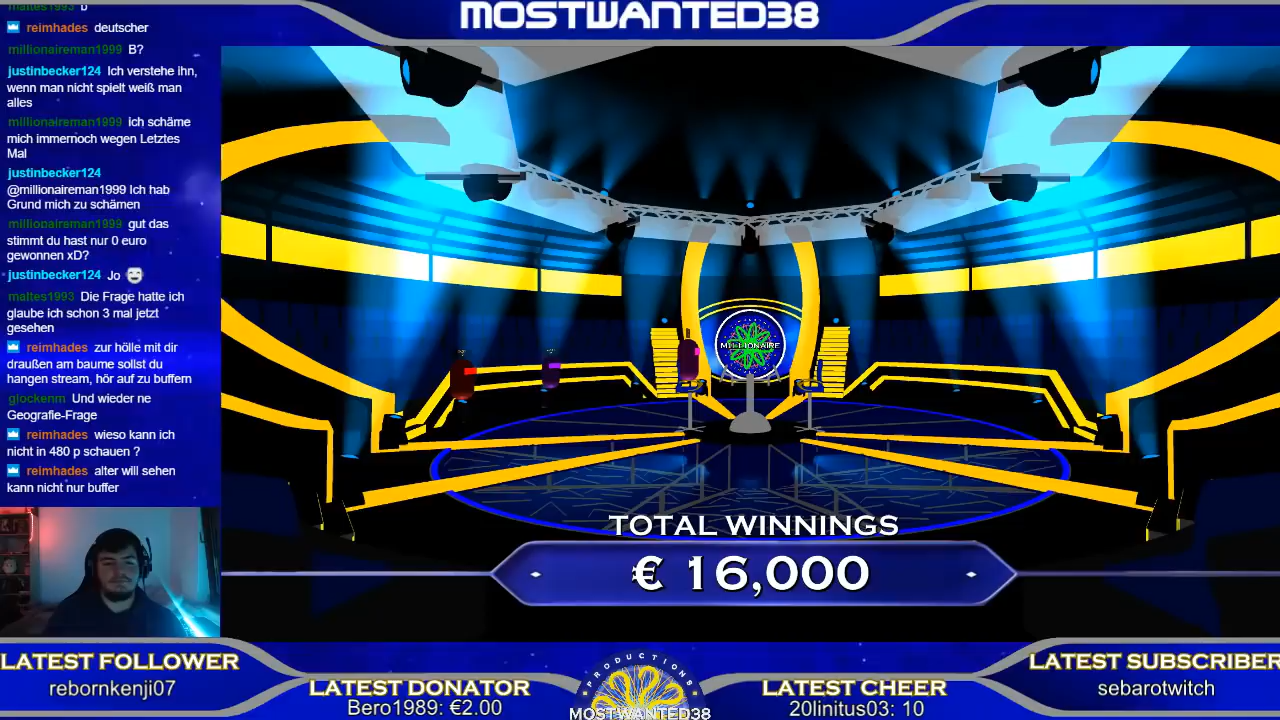 MOSTWANTED38
maltes1993 b
reimhades deutscher
millionaireman1999 B?
justinbecker124 Ich verstehe ihn,
wenn man nicht spielt weiß man
alles
millionaireman1999 ich schäme
mich immernoch wegen Letztes
Mal
justinbecker124
@millionaireman1999 Ich hab
Grund mich zu schämen
millionaireman1999 gut das
stimmt du hast nur 0 euro
gewonnen xD?
justinbecker124 Jo
maltes1993 Die Frage hatte ich
glaube ich schon 3 mal jetzt
gesehen
reimhades zur hölle mit dir
draußen am baume sollst du
hangen stream, hör auf zu buffern
glockenm Und wieder ne
Geografie-Frage
reimhades wieso kann ich
nicht in 480 p schauen ?
reimhades alter will sehen
kann nicht nur buffer
MILLIONAIRE
TOTAL WINNINGS
€ 16,000
LATEST FOLLOWER
rebornkenji07
LATEST DONATOR
Bero1989: €2.00
PRODUCTIONS
MOSTWANTED38
LATEST CHEER
20linitus03: 10
LATEST SUBSCRIBER
sebarotwitch